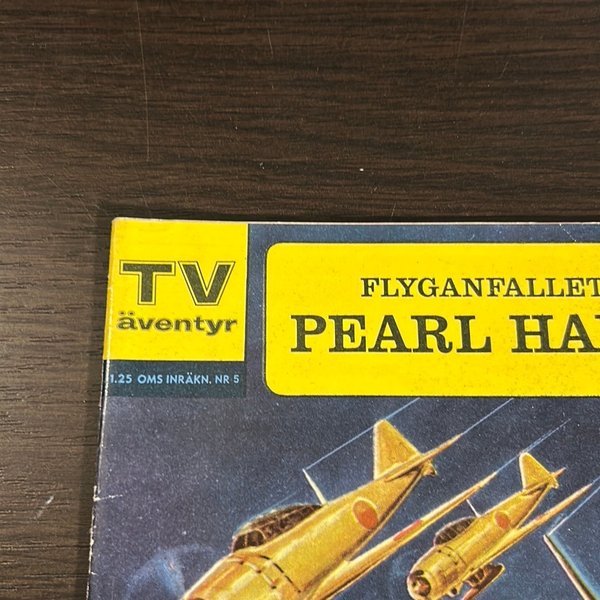 TV
äventyr
1.25 OMS INRÄKN. NR 5
FLYGANFALLET
PEARL HA